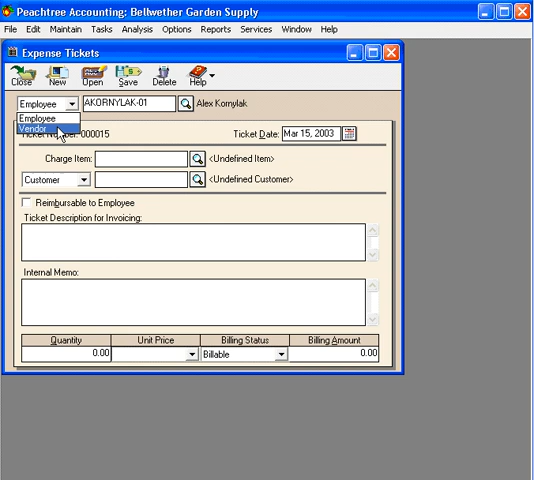 Peachtree Accounting: Bellwether Garden Supply
File Edit Maintain Tasks Analysis Options Reports Services Window Help
Expense Tickets
Close New Open Save Delete Help
Employee AKORNYLAK-01 Alex Kornylak
Employee
Vendor
Ticket Number: 000015 Ticket Date: Mar 15, 2003
Charge Item: <Undefined Item>
Customer <Undefined Customer>
Reimbursable to Employee
Ticket Description for Invoicing:
Internal Memo:
Quantity Unit Price Billing Status Billing Amount
0.00 Billable 0.00